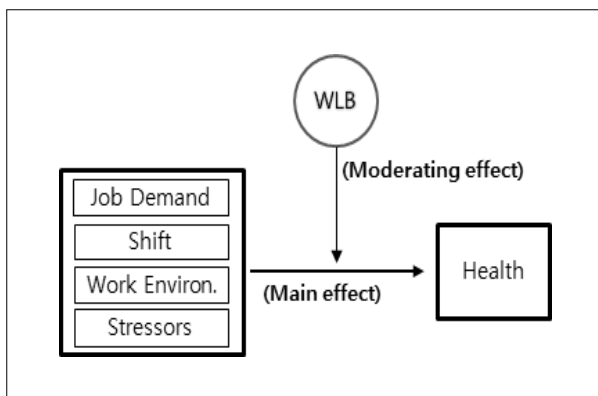 WLB
(Moderating effect)
Job Demand
Shift
Work Environ.
Stressors
(Main effect)
Health